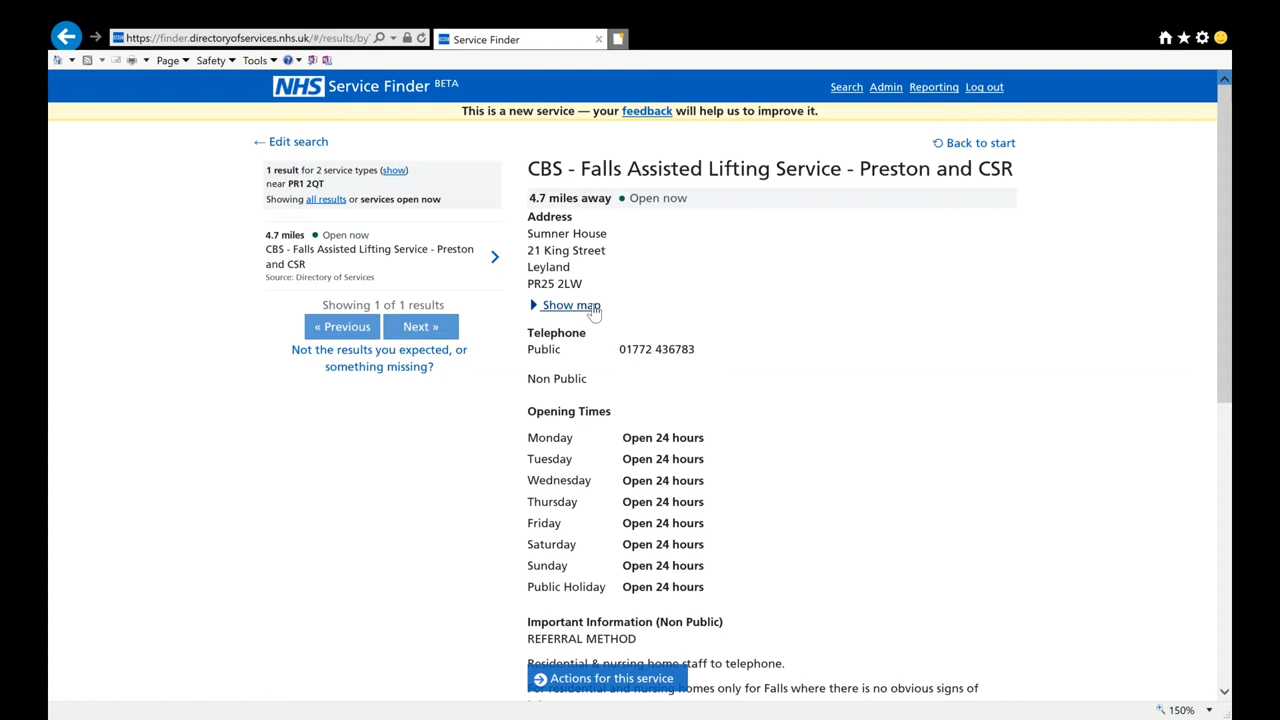 https://finder.directoryofservices.nhs.uk/#/results/by
Service Finder
Page
Safety
Tools
NHS Service Finder BETA
Search Admin Reporting Log out
This is a new service — your feedback will help us to improve it.
← Edit search
Back to start
1 result for 2 service types (show)
near PR1 2QT
Showing all results or services open now
4.7 miles ● Open now
CBS - Falls Assisted Lifting Service - Preston
and CSR
Source: Directory of Services
Showing 1 of 1 results
« Previous
Next »
Not the results you expected, or
something missing?
CBS - Falls Assisted Lifting Service - Preston and CSR
4.7 miles away ● Open now
Address
Sumner House
21 King Street
Leyland
PR25 2LW
Show map
Telephone
Public 01772 436783
Non Public
Opening Times
Monday Open 24 hours
Tuesday Open 24 hours
Wednesday Open 24 hours
Thursday Open 24 hours
Friday Open 24 hours
Saturday Open 24 hours
Sunday Open 24 hours
Public Holiday Open 24 hours
Important Information (Non Public)
REFERRAL METHOD
Residential & nursing home staff to telephone.
Actions for this service
For residential and nursing homes only for Falls where there is no obvious signs of
150%